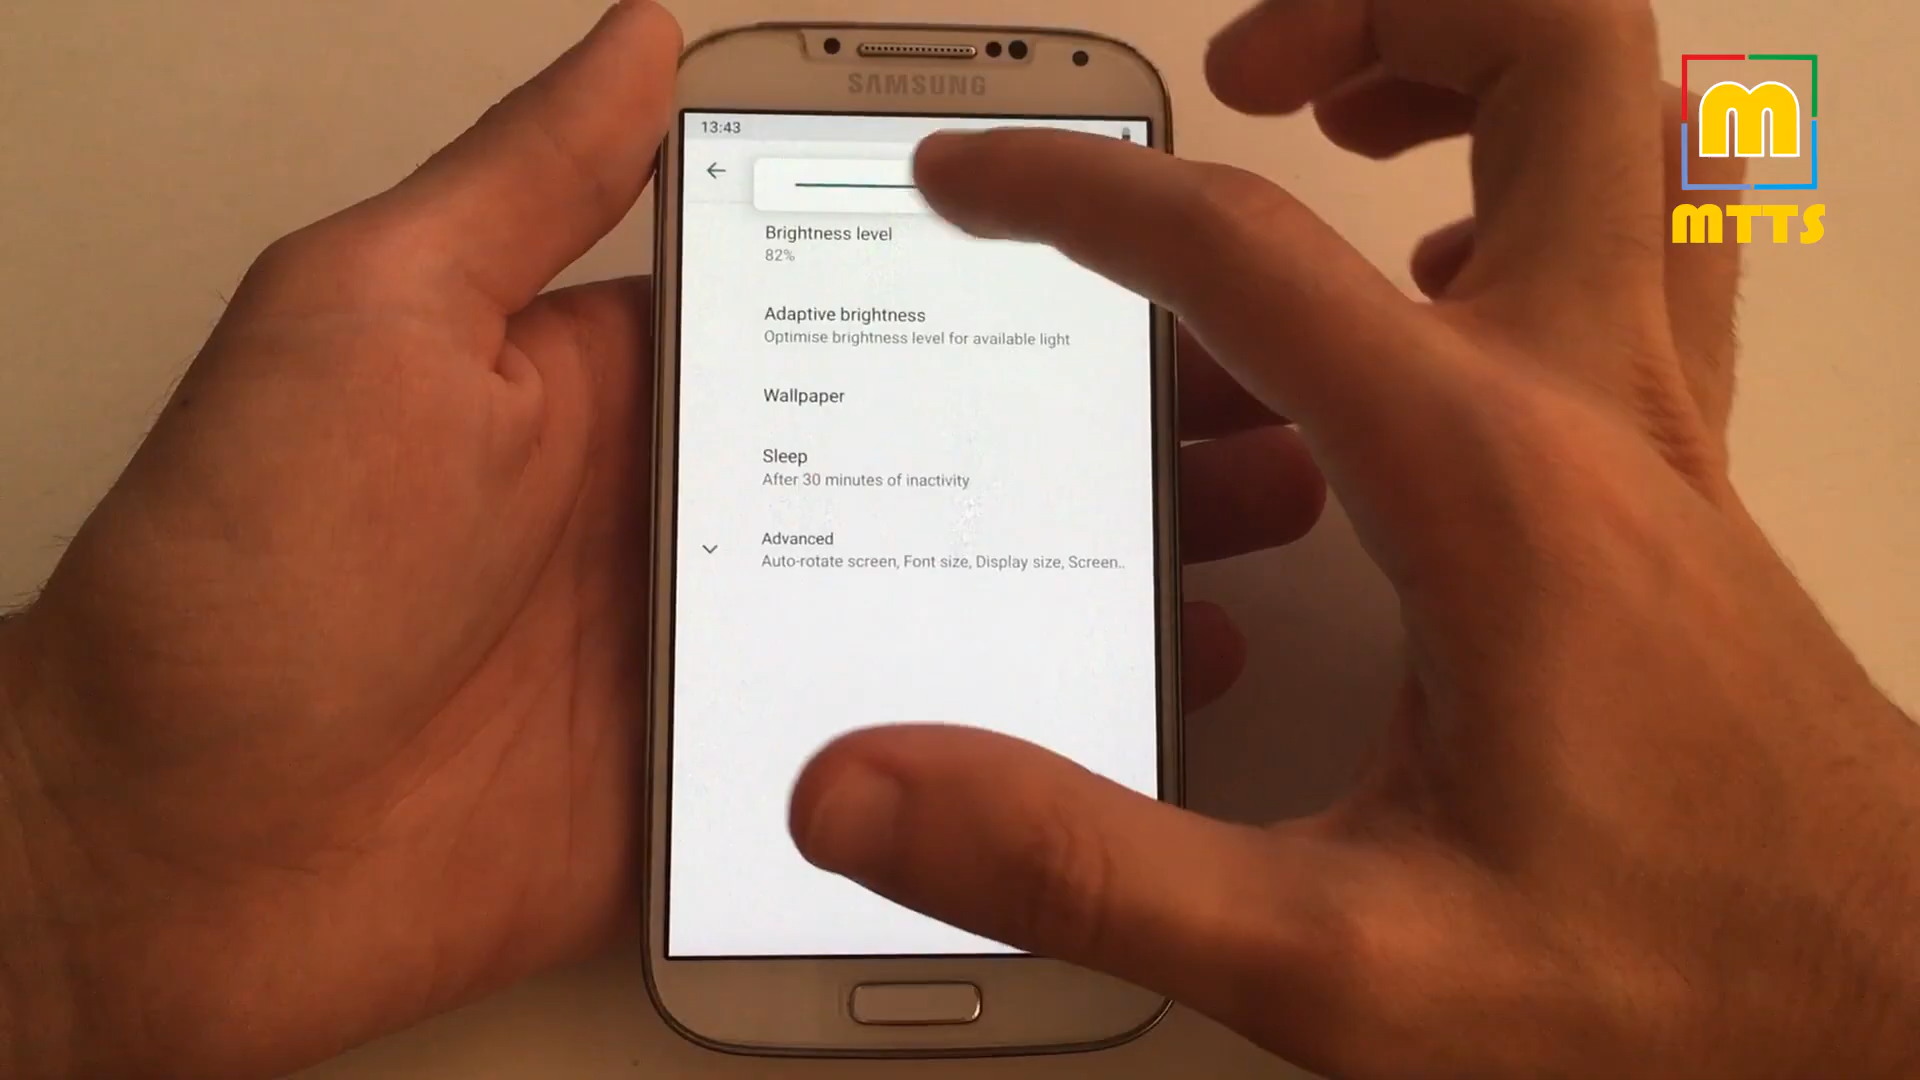 SAMSUNG
13:43
Brightness level
82%
Adaptive brightness
Optimise brightness level for available light
Wallpaper
Sleep
After 30 minutes of inactivity
Advanced
Auto-rotate screen, Font size, Display size, Screen..
m
MTTS